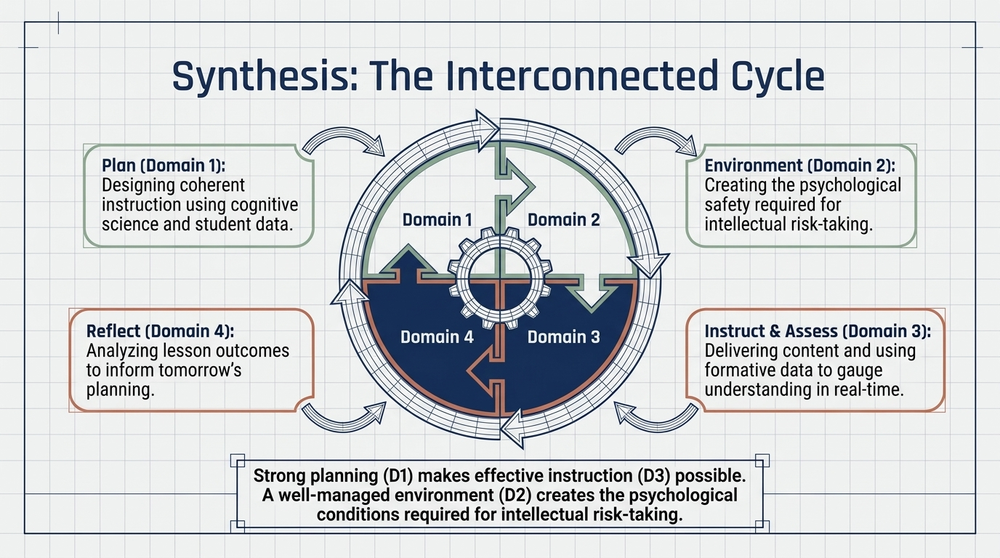 Synthesis: The Interconnected Cycle
Plan (Domain 1):
Designing coherent
instruction using cognitive
science and student data.
Environment (Domain 2):
Creating the psychological
safety required for
intellectual risk-taking.
Domain 1
Domain 2
Domain 4
Domain 3
Reflect (Domain 4):
Analyzing lesson outcomes
to inform tomorrow's
planning.
Instruct & Assess (Domain 3):
Delivering content and using
formative data to gauge
understanding in real-time.
Strong planning (D1) makes effective instruction (D3) possible.
A well-managed environment (D2) creates the psychological
conditions required for intellectual risk-taking.